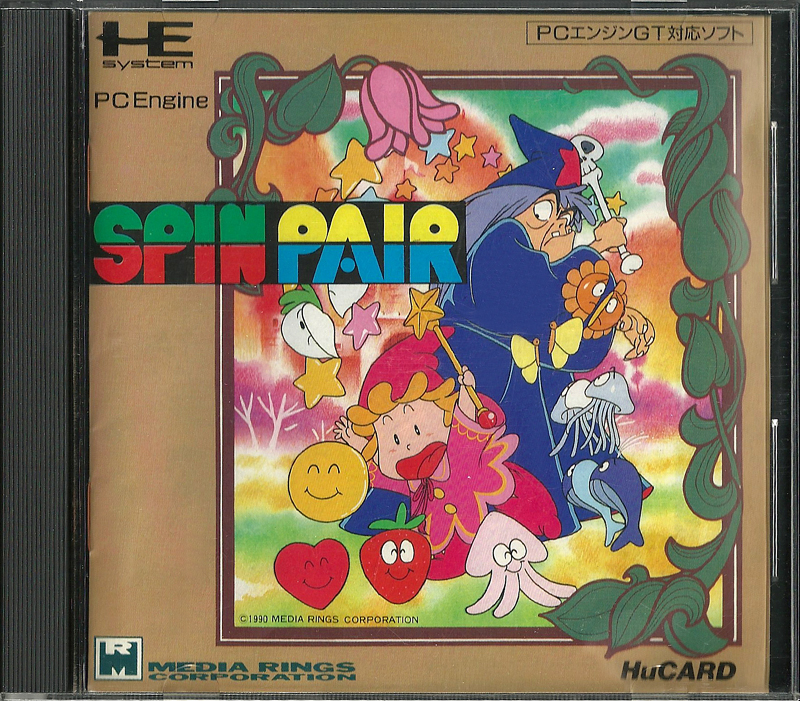 HE
system
PC Engine
PCエンジンGT対応ソフト
SPIN PAIR
©1990 MEDIA RINGS CORPORATION
RM
MEDIA RINGS
CORPORATION
HuCARD